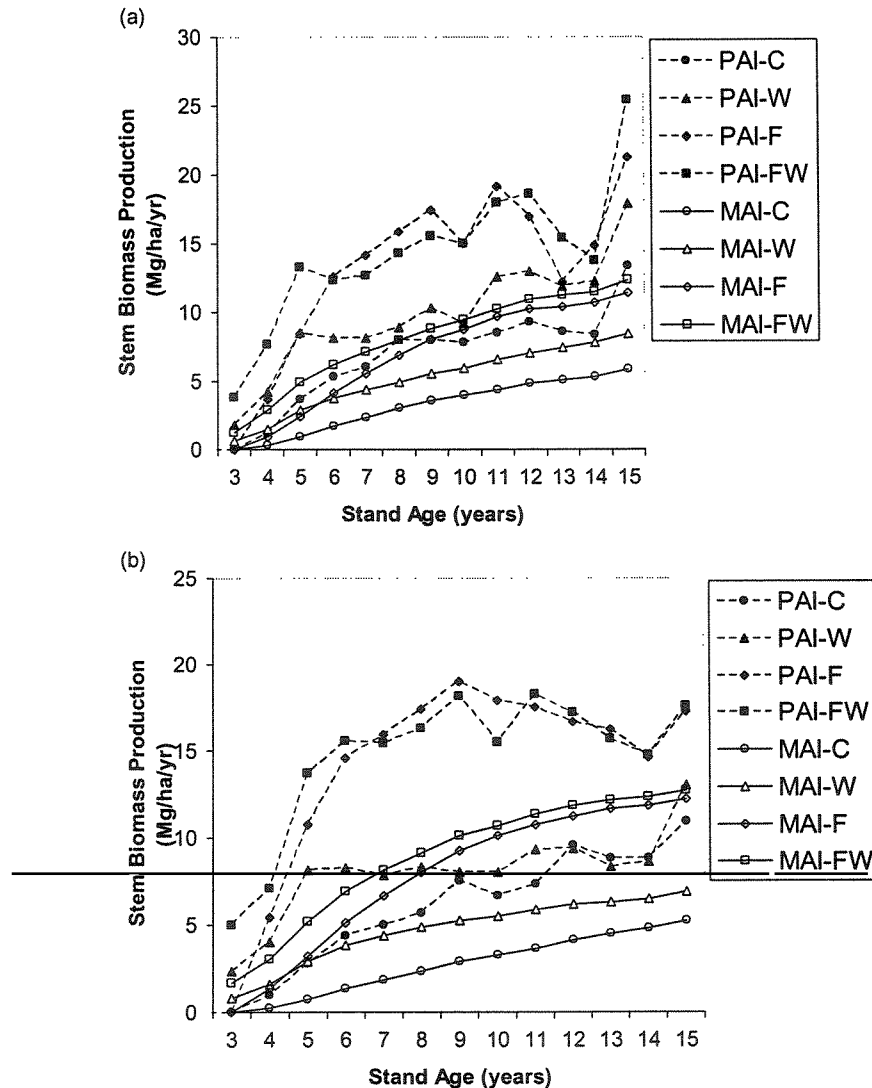 (a)
30
25
20
15
10
5
0
Stem Biomass Production
(Mg/ha/yr)
3 4 5 6 7 8 9 10 11 12 13 14 15
Stand Age (years)
PAI-C
PAI-W
PAI-F
PAI-FW
MAI-C
MAI-W
MAI-F
MAI-FW
(b)
25
20
15
10
5
0
Stem Biomass Production
(Mg/ha/yr)
3 4 5 6 7 8 9 10 11 12 13 14 15
Stand Age (years)
PAI-C
PAI-W
PAI-F
PAI-FW
MAI-C
MAI-W
MAI-F
MAI-FW